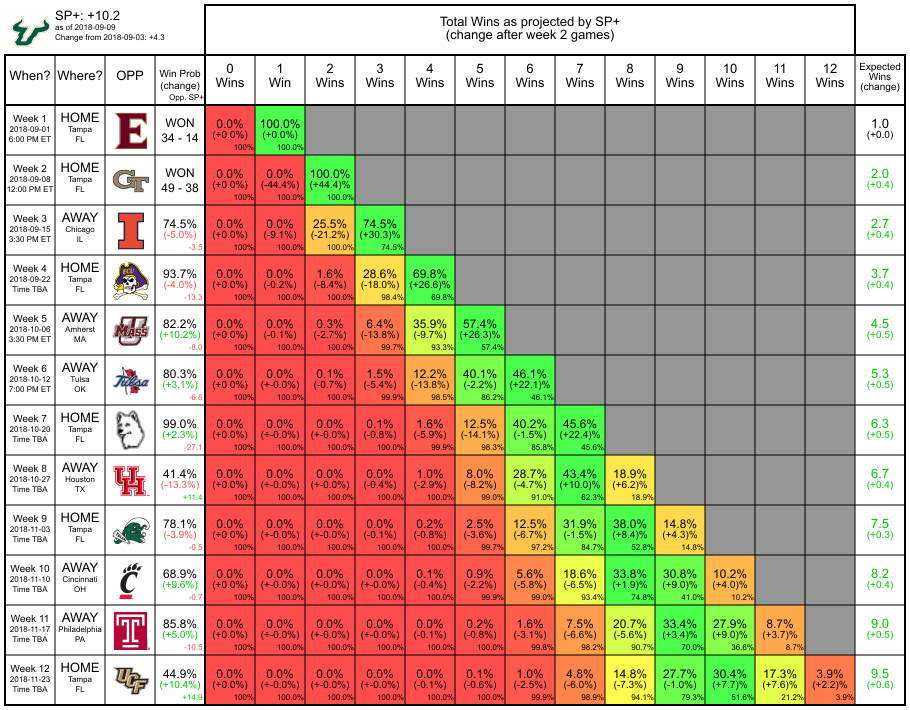 SP+: +10.2
as of 2018-09-09
Change from 2018-09-03: +4.3
Total Wins as projected by SP+
(change after week 2 games)
When? Where? OPP Win Prob (change) Opp. SP+ 0 Wins 1 Win 2 Wins 3 Wins 4 Wins 5 Wins 6 Wins 7 Wins 8 Wins 9 Wins 10 Wins 11 Wins 12 Wins Expected Wins (change)
Week 1 HOME E WON 0.0% 100.0% 1.0
2018-09-01 Tampa 34 - 14 (+0.0%) (+0.0%) (+0.0)
6:00 PM ET FL 100% 100.0%
Week 2 HOME GT WON 0.0% 0.0% 100.0% 2.0
2018-09-08 Tampa 49 - 38 (+0.0%) (-44.4%) (+44.4)% (+0.4)
12:00 PM ET FL 100% 100.0% 100.0%
Week 3 AWAY I 74.5% 0.0% 0.0% 25.5% 74.5% 2.7
2018-09-15 Chicago (-5.0%) (+0.0%) (-9.1%) (-21.2%) (+30.3)% (+0.4)
3:30 PM ET IL -3.5 100% 100.0% 100.0% 74.5%
Week 4 HOME ECU 93.7% 0.0% 0.0% 1.6% 28.6% 69.8% 3.7
2018-09-22 Tampa (-4.0%) (+0.0%) (-0.2%) (-8.4%) (-18.0%) (+26.6)% (+0.4)
Time TBA FL -13.3 100% 100.0% 100.0% 98.4% 69.8%
Week 5 AWAY MASS 82.2% 0.0% 0.0% 0.3% 6.4% 35.9% 57.4% 4.5
2018-10-06 Amherst (+10.2%) (+0.0%) (-0.1%) (-2.7%) (-13.8%) (-9.7%) (+26.3)% (+0.5)
3:30 PM ET MA -8.0 100% 100.0% 100.0% 99.7% 93.3% 57.4%
Week 6 AWAY Tulsa 80.3% 0.0% 0.0% 0.1% 1.5% 12.2% 40.1% 46.1% 5.3
2018-10-12 Tulsa (+3.1%) (+0.0%) (+-0.0%) (-0.7%) (-5.4%) (-13.8%) (-2.2%) (+22.1)% (+0.5)
7:00 PM ET OK -6.8 100% 100.0% 100.0% 99.9% 98.5% 86.2% 46.1%
Week 7 HOME 99.0% 0.0% 0.0% 0.0% 0.1% 1.6% 12.5% 40.2% 45.6% 6.3
2018-10-20 Tampa (+2.3%) (+0.0%) (+-0.0%) (+-0.0%) (-0.8%) (-5.9%) (-14.1%) (-1.5%) (+22.4)% (+0.5)
Time TBA FL -27.1 100% 100.0% 100.0% 100.0% 99.9% 98.3% 85.8% 45.6%
Week 8 AWAY UH 41.4% 0.0% 0.0% 0.0% 0.0% 1.0% 8.0% 28.7% 43.4% 18.9% 6.7
2018-10-27 Houston (-13.3%) (+0.0%) (+-0.0%) (+-0.0%) (-0.4%) (-2.9%) (-8.2%) (-4.7%) (+10.0)% (+6.2)% (+0.4)
Time TBA TX +11.4 100% 100.0% 100.0% 100.0% 100.0% 99.0% 91.0% 62.3% 18.9%
Week 9 HOME 78.1% 0.0% 0.0% 0.0% 0.0% 0.2% 2.5% 12.5% 31.9% 38.0% 14.8% 7.5
2018-11-03 Tampa (-3.9%) (+0.0%) (+-0.0%) (+-0.0%) (-0.1%) (-0.8%) (-3.6%) (-6.7%) (-1.5%) (+8.4)% (+4.3)% (+0.3)
Time TBA FL -0.5 100% 100.0% 100.0% 100.0% 100.0% 99.7% 97.2% 84.7% 52.8% 14.8%
Week 10 AWAY C 68.9% 0.0% 0.0% 0.0% 0.0% 0.1% 0.9% 5.6% 18.6% 33.8% 30.8% 10.2% 8.2
2018-11-10 Cincinnati (+9.6%) (+0.0%) (+-0.0%) (+-0.0%) (+-0.0%) (-0.4%) (-2.2%) (-5.8%) (-6.5%) (+1.9)% (+9.0)% (+4.0)% (+0.4)
Time TBA OH -0.7 100% 100.0% 100.0% 100.0% 100.0% 100.0% 99.0% 93.4% 74.8% 41.0% 10.2%
Week 11 AWAY T 85.8% 0.0% 0.0% 0.0% 0.0% 0.0% 0.2% 1.6% 7.5% 20.7% 33.4% 27.9% 8.7% 9.0
2018-11-17 Philadelphia (+5.0%) (+0.0%) (+-0.0%) (+-0.0%) (+-0.0%) (-0.1%) (-0.8%) (-3.1%) (-6.6%) (-5.6%) (+3.4)% (+9.0)% (+3.7)% (+0.5)
Time TBA PA -10.5 100% 100.0% 100.0% 100.0% 100.0% 100.0% 99.8% 98.2% 90.7% 70.0% 36.6% 8.7%
Week 12 HOME UCF 44.9% 0.0% 0.0% 0.0% 0.0% 0.0% 0.1% 1.0% 4.8% 14.8% 27.7% 30.4% 17.3% 3.9% 9.5
2018-11-23 Tampa (+10.4%) (+0.0%) (+-0.0%) (+-0.0%) (+-0.0%) (-0.1%) (-0.6%) (-2.5%) (-6.0%) (-7.3%) (-1.0%) (+7.7)% (+7.6)% (+2.2)% (+0.6)
Time TBA FL +14.9 100% 100.0% 100.0% 100.0% 100.0% 100.0% 99.9% 98.9% 94.1% 79.3% 51.6% 21.2% 3.9%